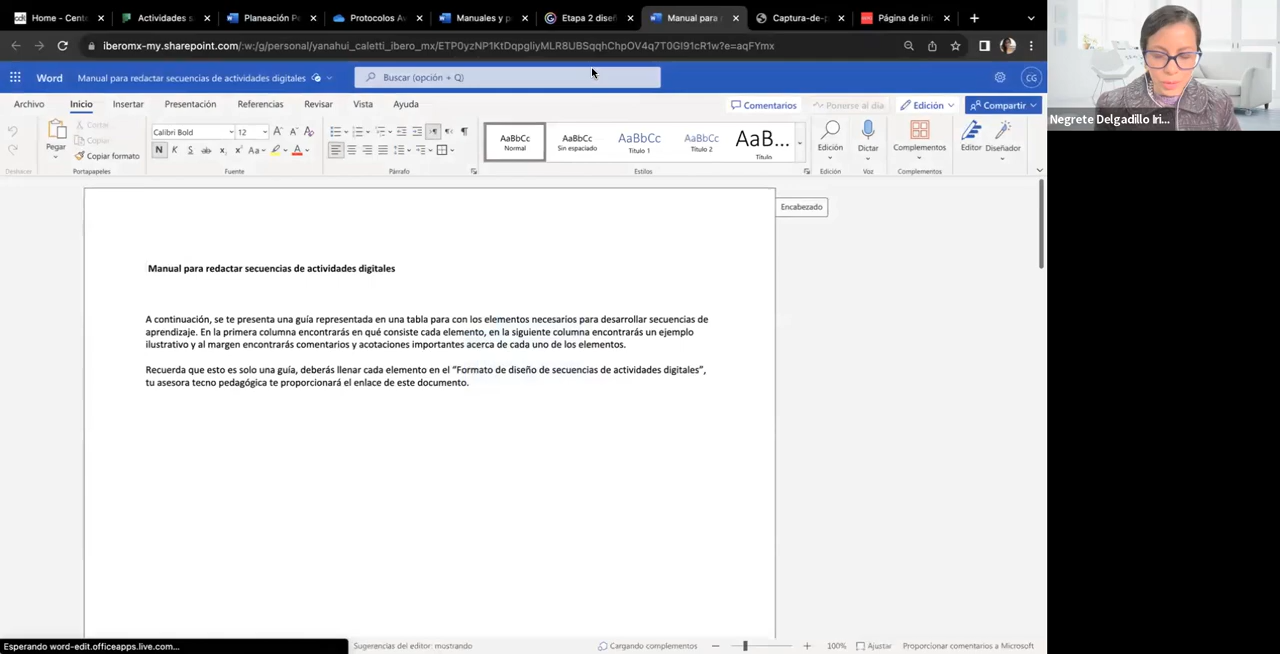 Home - Cent
Actividades s
Planeación Pe
Protocolos Av
Manuales y p
Etapa 2 diseñ
Manual para
Captura-de-p
Página de inic
iberomx-my.sharepoint.com/:w:/g/personal/yanahui_caletti_ibero_mx/ETP0yzNP1KtDqpgIiyMLR8UBSqqhChpOV4q7T0GI91cR1w?e=aqFYmx
Word
Manual para redactar secuencias de actividades digitales
Buscar (opción + Q)
CG
Archivo
Inicio
Insertar
Presentación
Referencias
Revisar
Vista
Ayuda
Comentarios
Ponerse al día
Edición
Compartir
Pegar
Cortar
Copiar
Copiar formato
Calibri Bold
12
AaBbCc
Normal
AaBbCc
Sin espaciado
AaBbCc
Título 1
AaBbCc
Título 2
AaB...
Título
Edición
Dictar
Complementos
Editor
Diseñador
Deshacer
Portapapeles
Fuente
Párrafo
Estilos
Edición
Voz
Complementos
Encabezado
Manual para redactar secuencias de actividades digitales
A continuación, se te presenta una guía representada en una tabla para con los elementos necesarios para desarrollar secuencias de
aprendizaje. En la primera columna encontrarás en qué consiste cada elemento, en la siguiente columna encontrarás un ejemplo
ilustrativo y al margen encontrarás comentarios y acotaciones importantes acerca de cada uno de los elementos.
Recuerda que esto es solo una guía, deberás llenar cada elemento en el “Formato de diseño de secuencias de actividades digitales”,
tu asesora tecno pedagógica te proporcionará el enlace de este documento.
Esperando word-edit.officeapps.live.com...
Sugerencias del editor: mostrando
Cargando complementos
100%
Ajustar
Proporcionar comentarios a Microsoft
Negrete Delgadillo Iri...